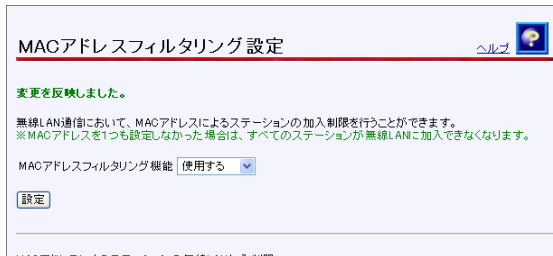 MACアドレスフィルタリング設定
ヘルプ
?
変更を反映しました。
無線LAN通信において、MACアドレスによるステーションの加入制限を行うことができます。
※MACアドレスを1つも設定しなかった場合は、すべてのステーションが無線LANに加入できなくなります。
MACアドレスフィルタリング機能 使用する
設定